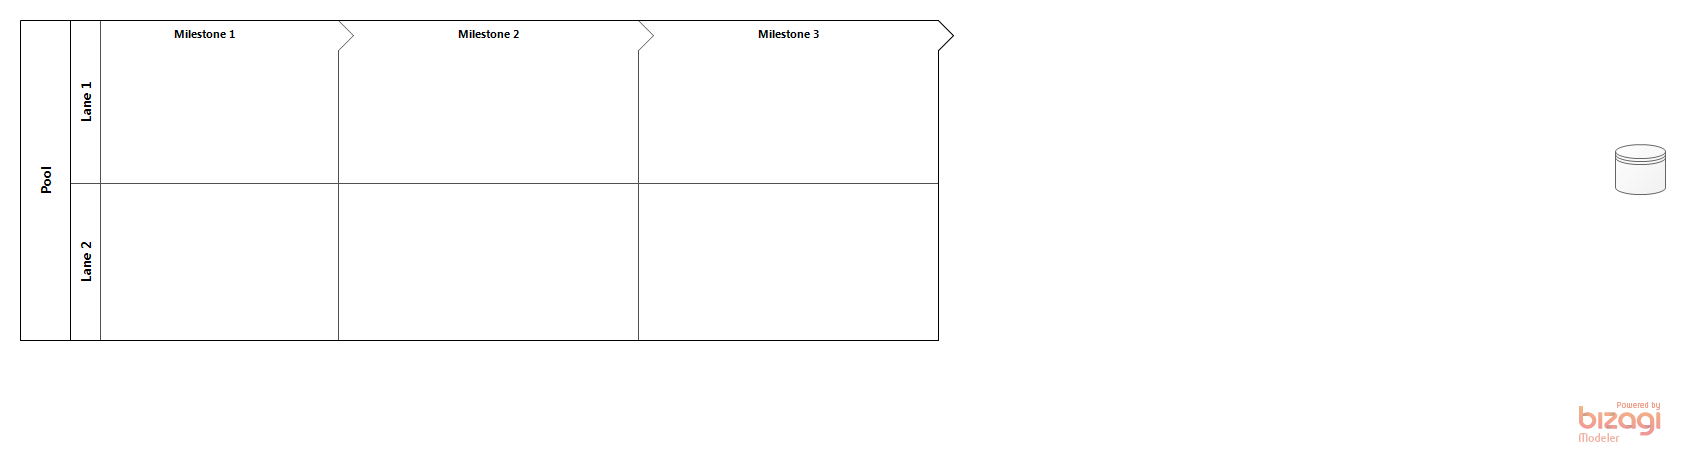 Milestone 1
Milestone 2
Milestone 3
Pool
Lane 1
Lane 2
Powered by
bizagi
Modeler